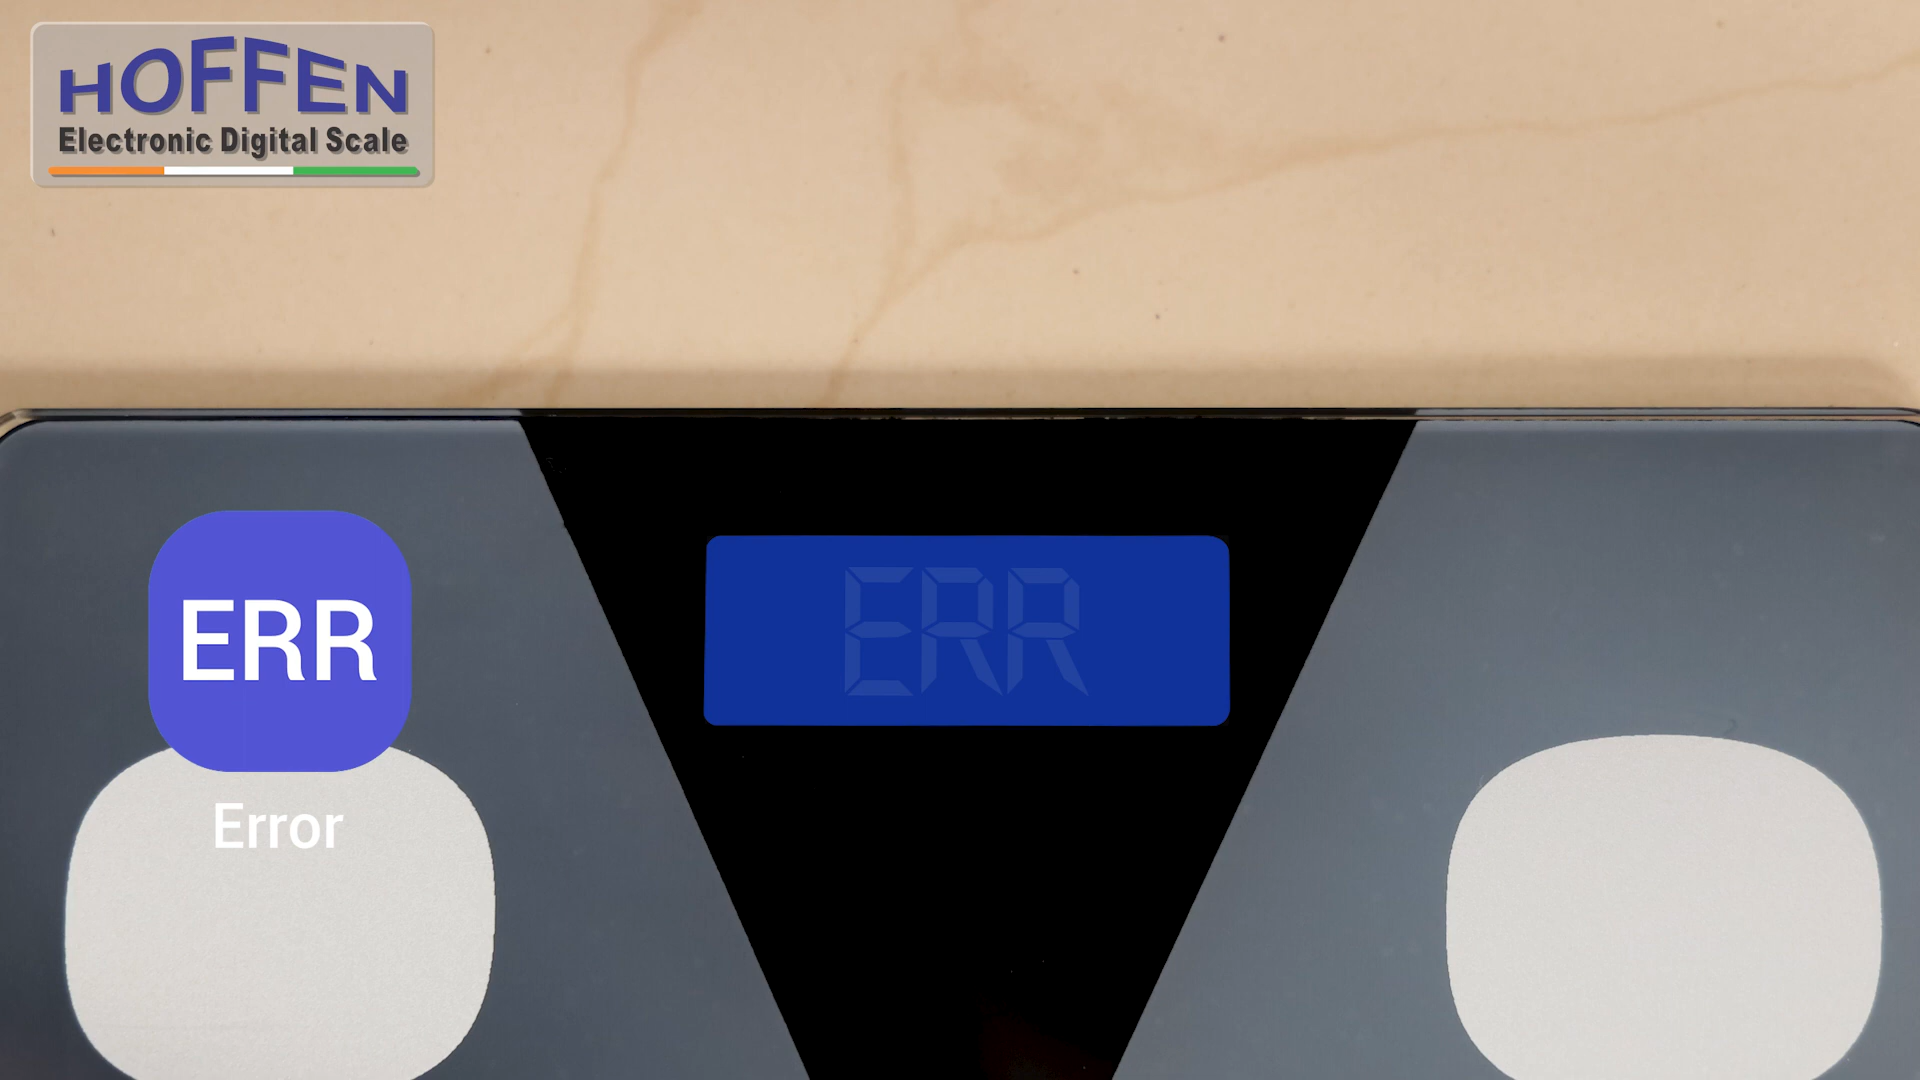 HOFFEN
Electronic Digital Scale
ERR
ERR
Error